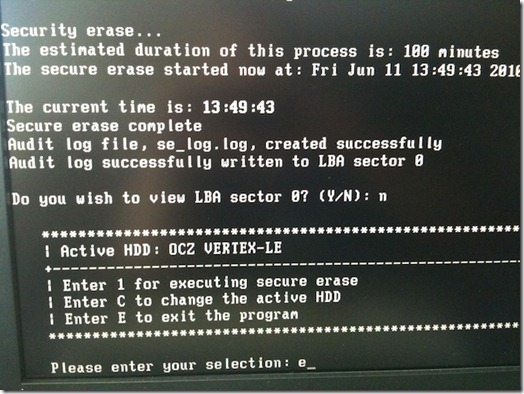 Security erase...
The estimated duration of this process is: 100 minutes
The secure erase started now at: Fri Jun 11 13:49:43 2010
The current time is: 13:49:43
Secure erase complete
Audit log file, se_log.log, created successfully
Audit log successfully written to LBA sector 0
Do you wish to view LBA sector 0? (Y/N): n
*************************************************
| Active HDD: OCZ VERTEX-LE
+-------------------------------------------------
| Enter 1 for executing secure erase
| Enter C to change the active HDD
| Enter E to exit the program
*************************************************
Please enter your selection: e_